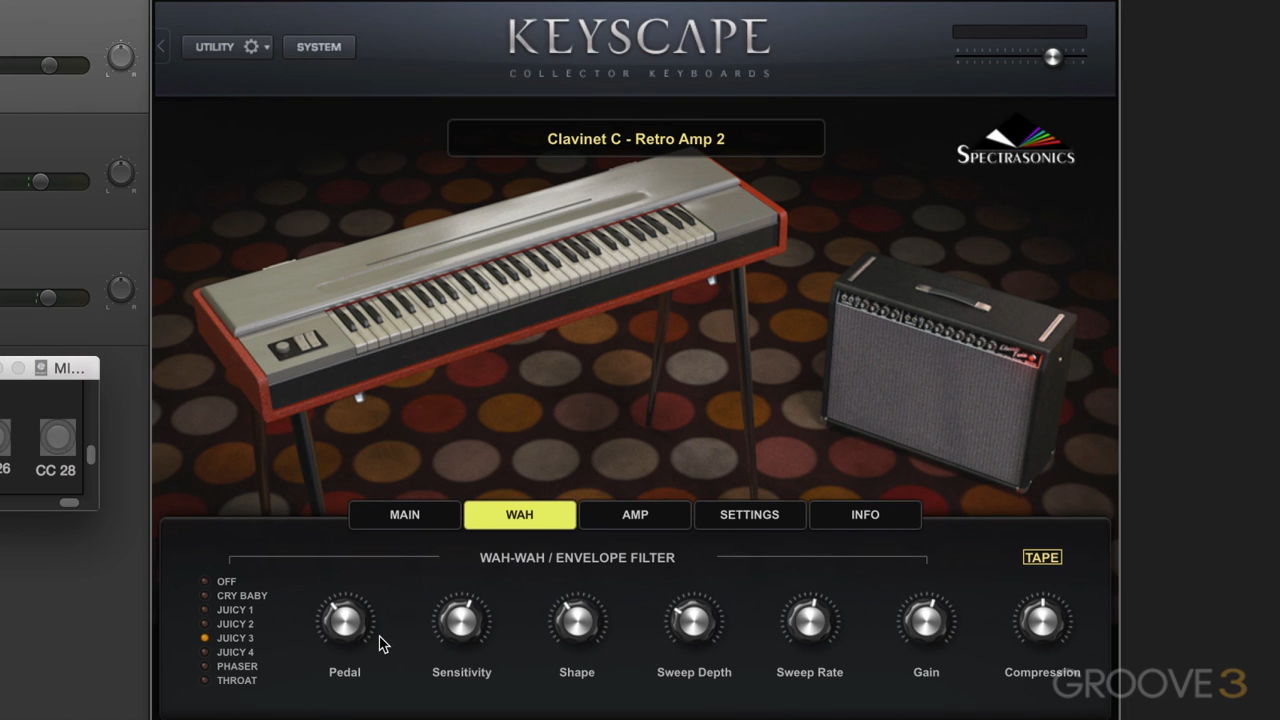 UTILITY
SYSTEM
KEYSCAPE
COLLECTOR KEYBOARDS
Clavinet C - Retro Amp 2
SPECTRASONICS
L R
L R
L R
MI...
26
CC 28
MAIN
WAH
AMP
SETTINGS
INFO
WAH-WAH / ENVELOPE FILTER
TAPE
OFF
CRY BABY
JUICY 1
JUICY 2
JUICY 3
JUICY 4
PHASER
THROAT
Pedal
Sensitivity
Shape
Sweep Depth
Sweep Rate
Gain
Compression
GROOVE3